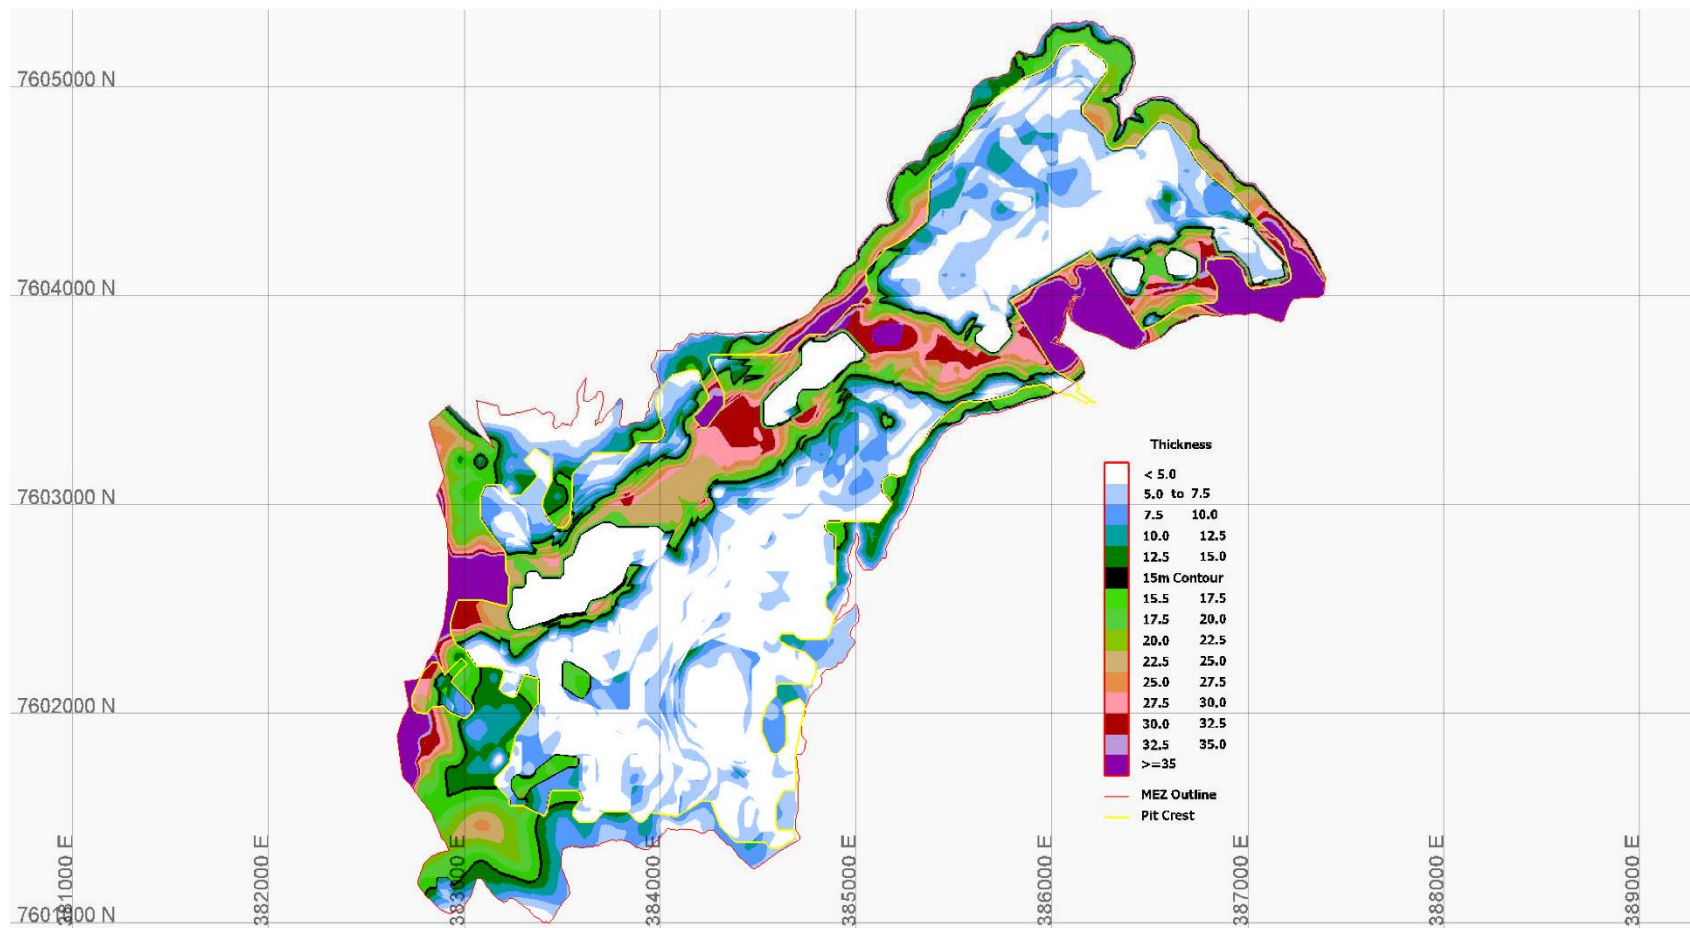 7605000 N
7604000 N
7603000 N
7602000 N
7601000 N
381000 E
382000 E
383000 E
384000 E
385000 E
386000 E
387000 E
388000 E
389000 E
Thickness
< 5.0
5.0 to 7.5
7.5 10.0
10.0 12.5
12.5 15.0
15m Contour
15.5 17.5
17.5 20.0
20.0 22.5
22.5 25.0
25.0 27.5
27.5 30.0
30.0 32.5
32.5 35.0
>=35
MEZ Outline
Pit Crest